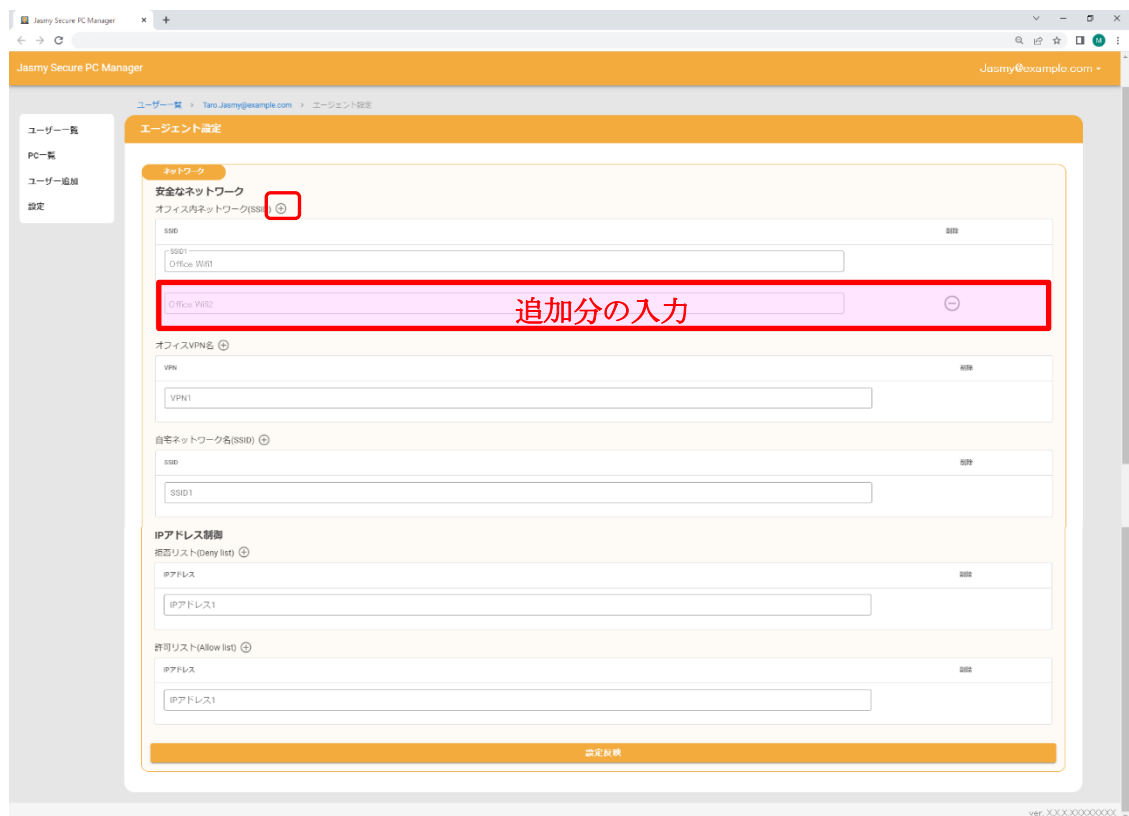 Jasmy Secure PC Manager
Jasmy Secure PC Manager
Jasmy@example.com
ユーザー一覧 › Taro.Jasmy@example.com › エージェント設定
ユーザー一覧
PC一覧
ユーザー追加
設定
エージェント設定
ネットワーク
安全なネットワーク
オフィス内ネットワーク(SSID)
SSID 削除
SSID1
Office Wifi1
Office Wifi2
追加分の入力
オフィスVPN名
VPN 削除
VPN1
自宅ネットワーク名(SSID)
SSID 削除
SSID1
IPアドレス制御
拒否リスト(Deny list)
IPアドレス 削除
IPアドレス1
許可リスト(Allow list)
IPアドレス 削除
IPアドレス1
設定反映
ver. X.X.X.XXXXXXXXX